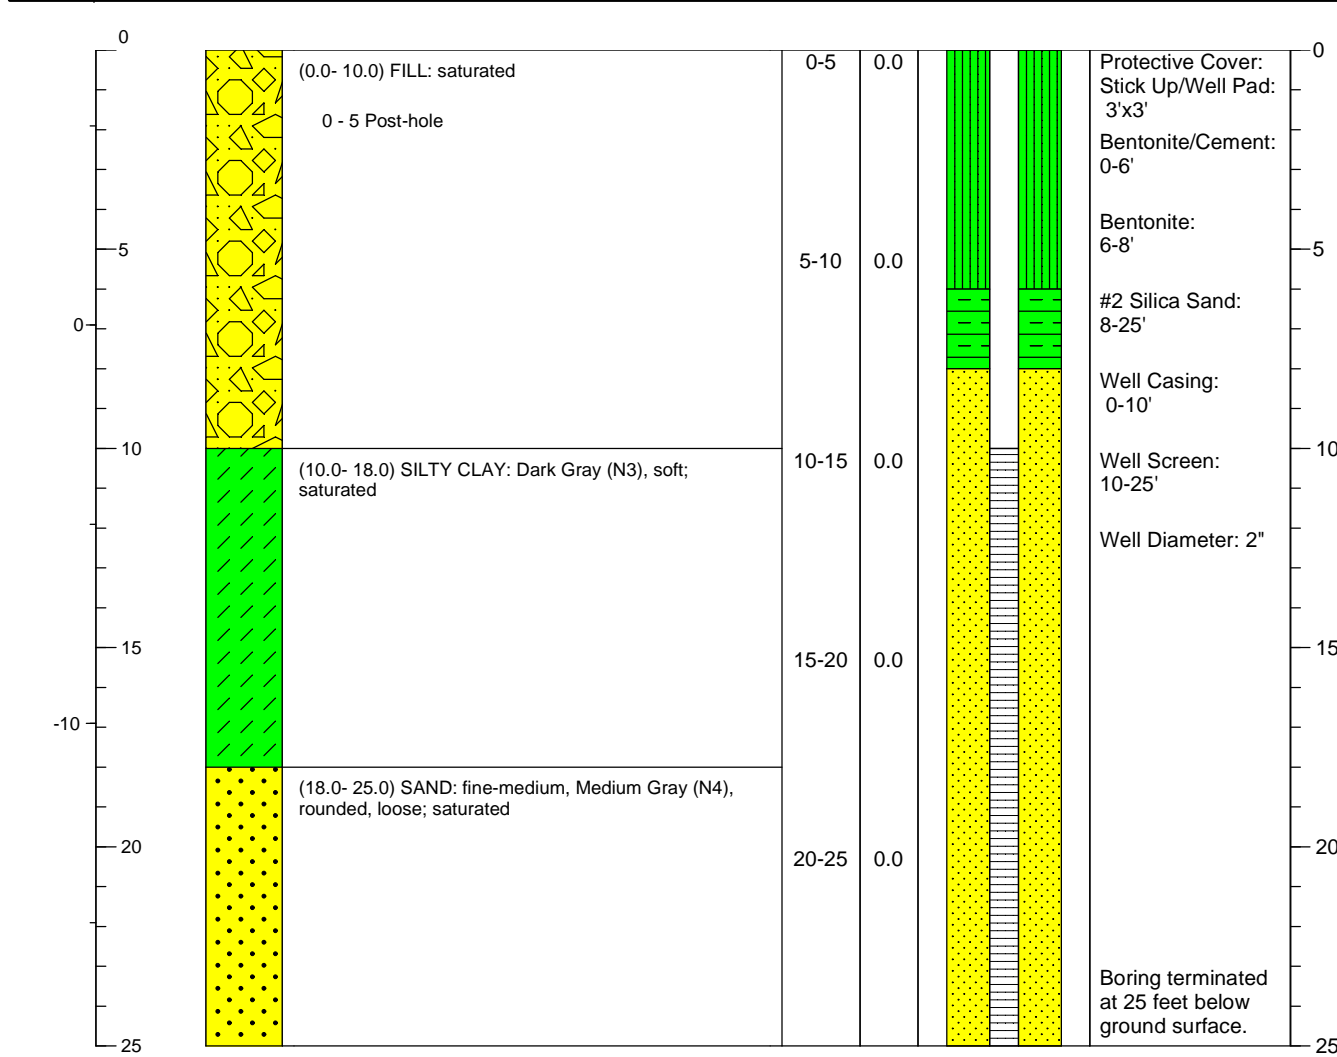 0
0
(0.0- 10.0) FILL: saturated
0-5
0.0
Protective Cover:
Stick Up/Well Pad:
3'x3'
0 - 5 Post-hole
Bentonite/Cement:
0-6'
Bentonite:
6-8'
5
5-10
0.0
5
#2 Silica Sand:
8-25'
0
Well Casing:
0-10'
10
(10.0- 18.0) SILTY CLAY: Dark Gray (N3), soft;
saturated
10-15
0.0
Well Screen:
10-25'
10
Well Diameter: 2"
15
15-20
0.0
15
-10
(18.0- 25.0) SAND: fine-medium, Medium Gray (N4),
rounded, loose; saturated
20
20-25
0.0
20
Boring terminated
at 25 feet below
ground surface.
25
25